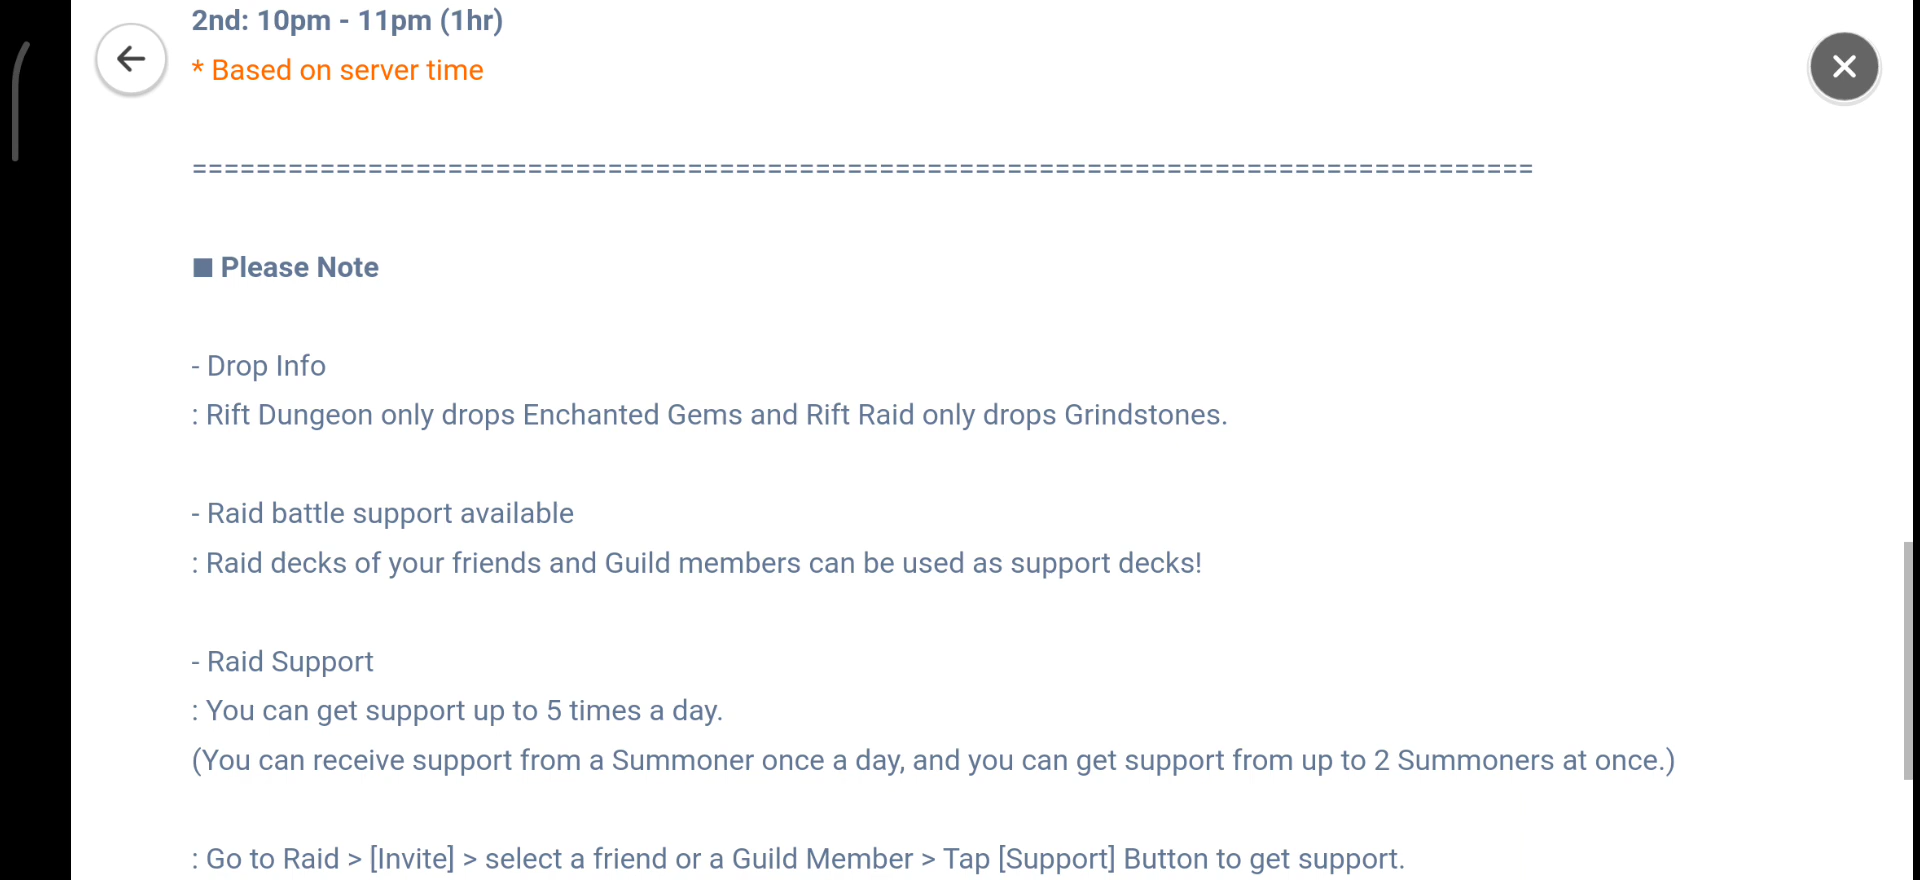 2nd: 10pm - 11pm (1hr)
* Based on server time
====================================================================================
■ Please Note
- Drop Info
: Rift Dungeon only drops Enchanted Gems and Rift Raid only drops Grindstones.
- Raid battle support available
: Raid decks of your friends and Guild members can be used as support decks!
- Raid Support
: You can get support up to 5 times a day.
(You can receive support from a Summoner once a day, and you can get support from up to 2 Summoners at once.)
: Go to Raid > [Invite] > select a friend or a Guild Member > Tap [Support] Button to get support.